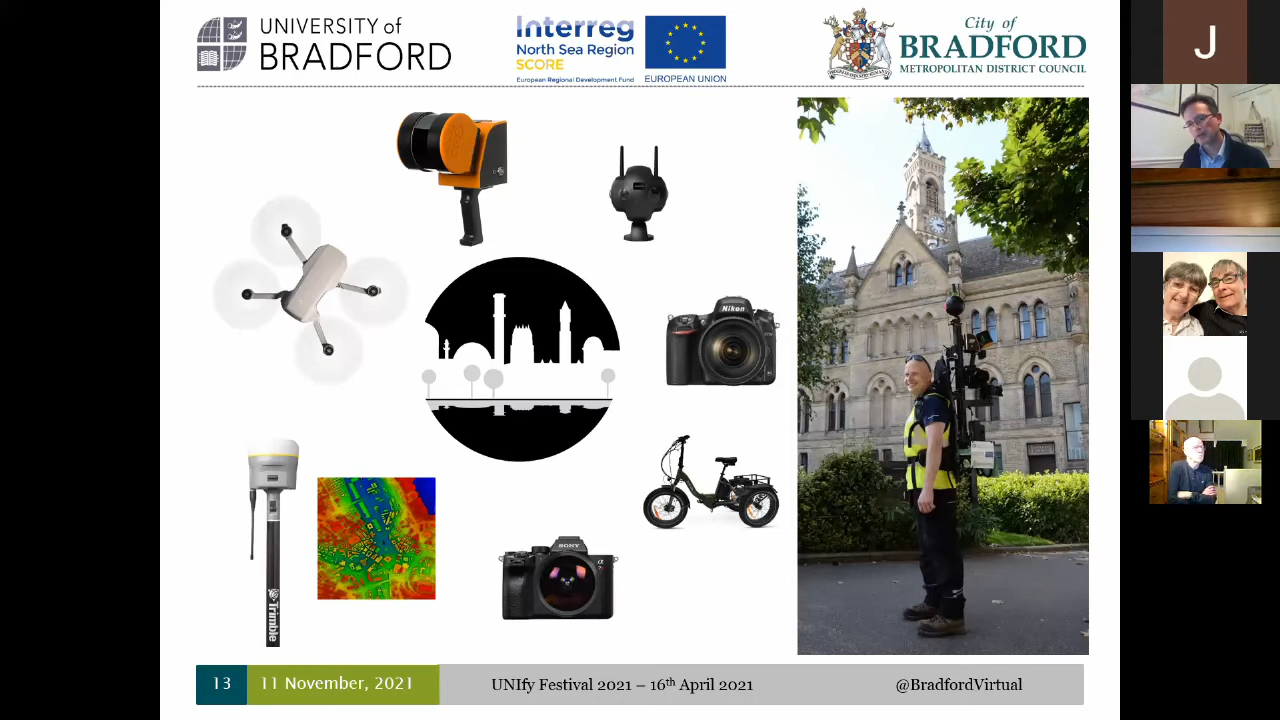 UNIVERSITY of
BRADFORD
Interreg
North Sea Region
SCORE
European Regional Development Fund
EUROPEAN UNION
City of
BRADFORD
METROPOLITAN DISTRICT COUNCIL
J
Nikon
SONY
α
Trimble
13
11 November, 2021
UNIfy Festival 2021 – 16th April 2021
@BradfordVirtual